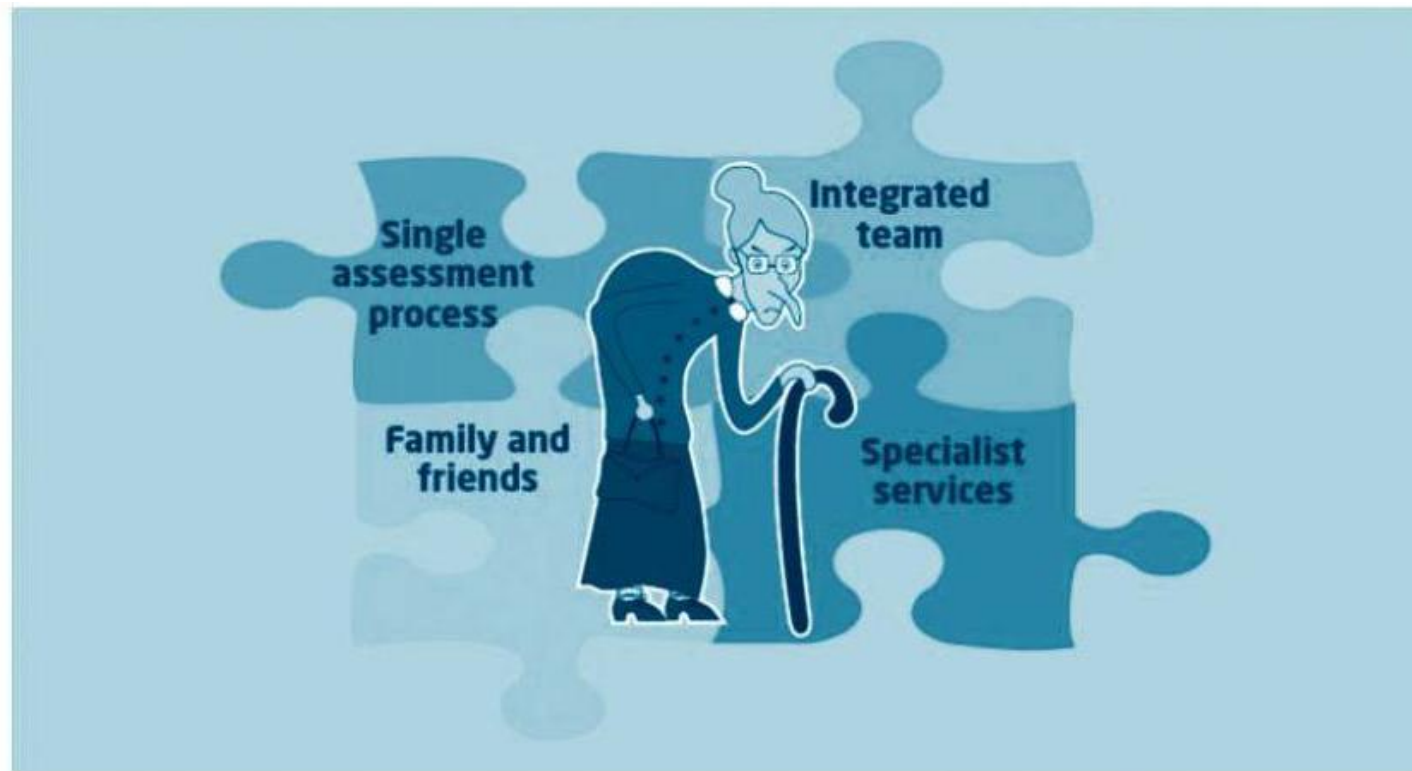 Single
assessment
process
Integrated
team
Family and
friends
Specialist
services